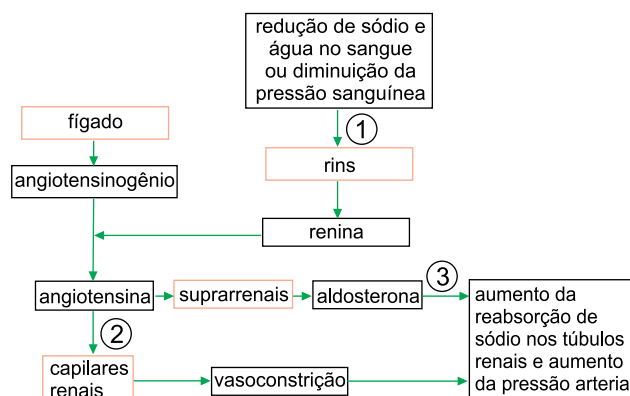 redução de sódio e
água no sangue
ou diminuição da
pressão sanguínea
fígado
1
rins
angiotensinogênio
renina
angiotensina
suprarrenais
aldosterona
3
aumento da
reabsorção de
sódio nos túbulos
renais e aumento
da pressão arteria
2
capilares
renais
vasoconstrição